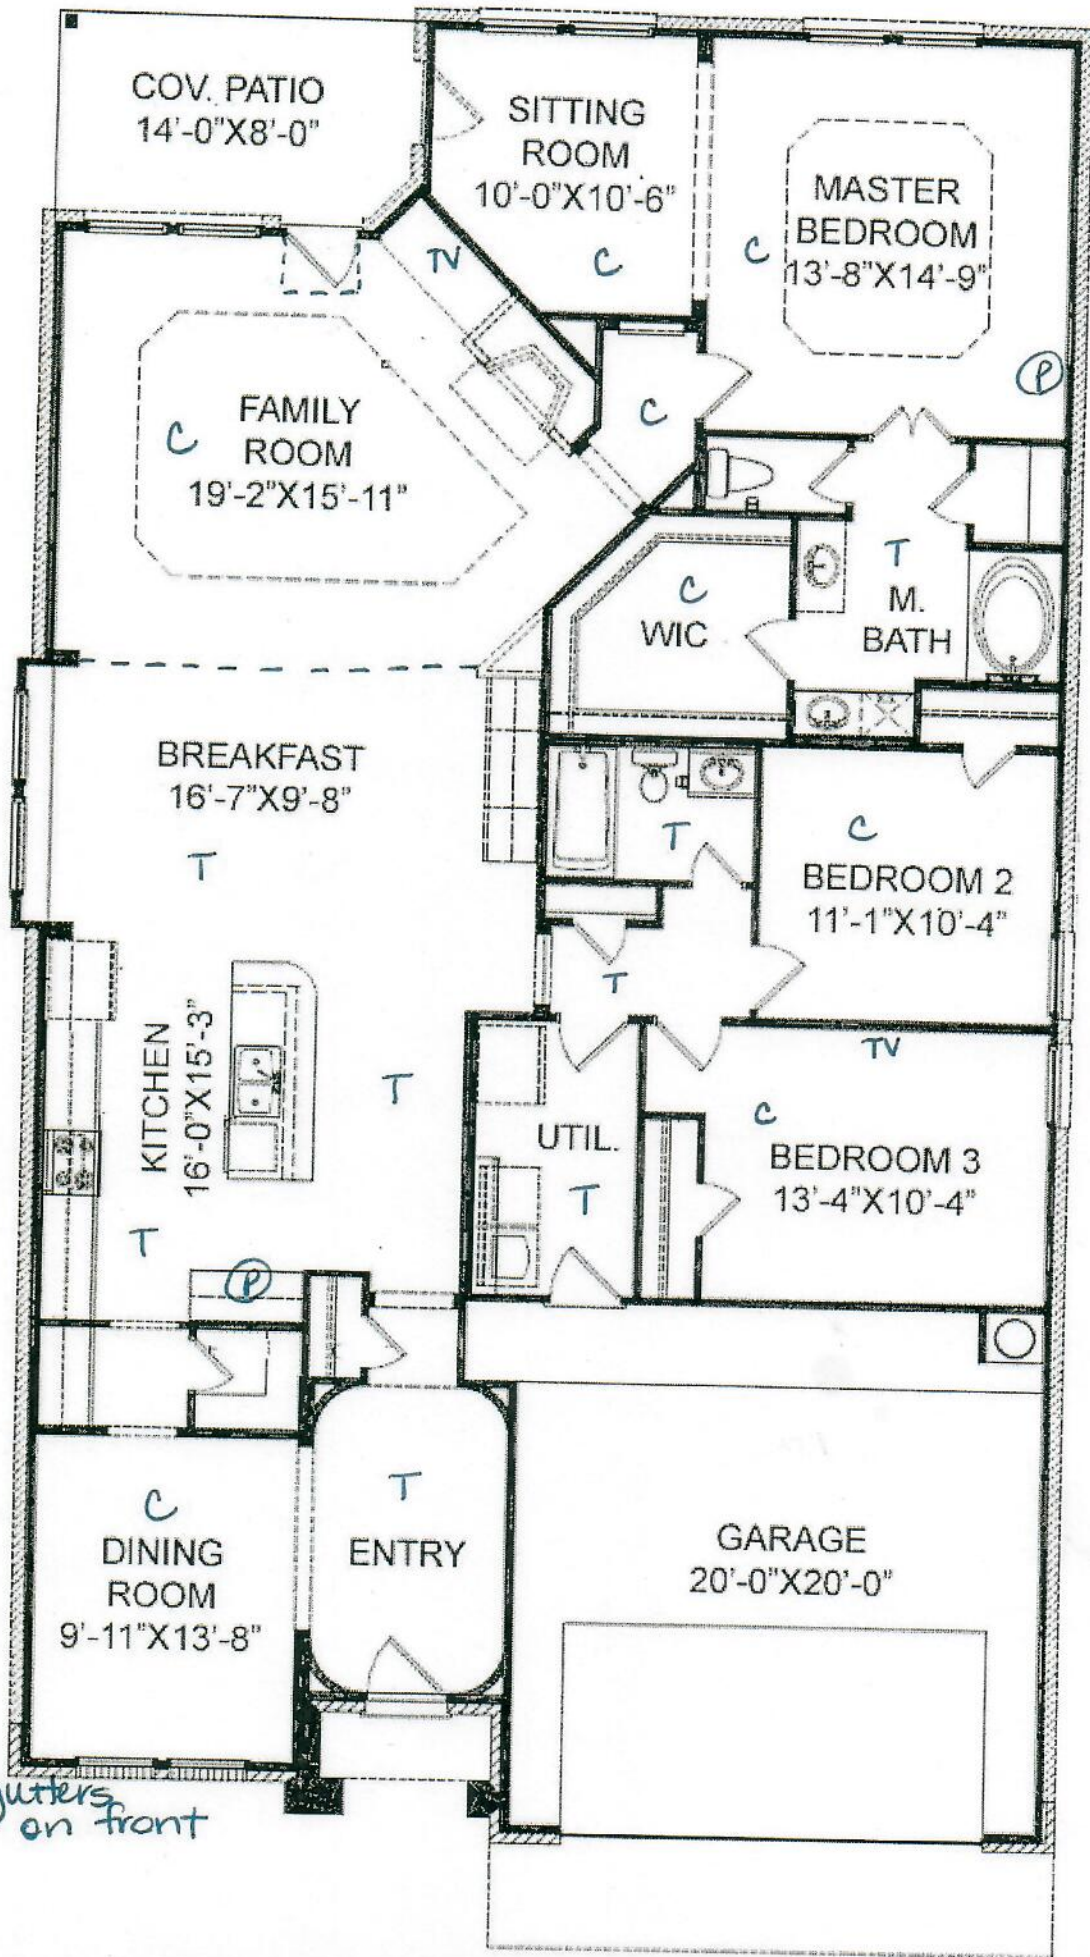 COV. PATIO
14'-0"X8'-0"
SITTING
ROOM
10'-0"X10'-6"
C
MASTER
BEDROOM
13'-8"X14'-9"
C
P
TV
FAMILY
ROOM
19'-2"X15'-11"
C
C
C
WIC
T
M.
BATH
BREAKFAST
16'-7"X9'-8"
T
T
C
BEDROOM 2
11'-1"X10'-4"
T
KITCHEN
16'-0"X15'-3"
T
T
P
UTIL.
T
TV
C
BEDROOM 3
13'-4"X10'-4"
C
DINING
ROOM
9'-11"X13'-8"
T
ENTRY
GARAGE
20'-0"X20'-0"
gutters
on front